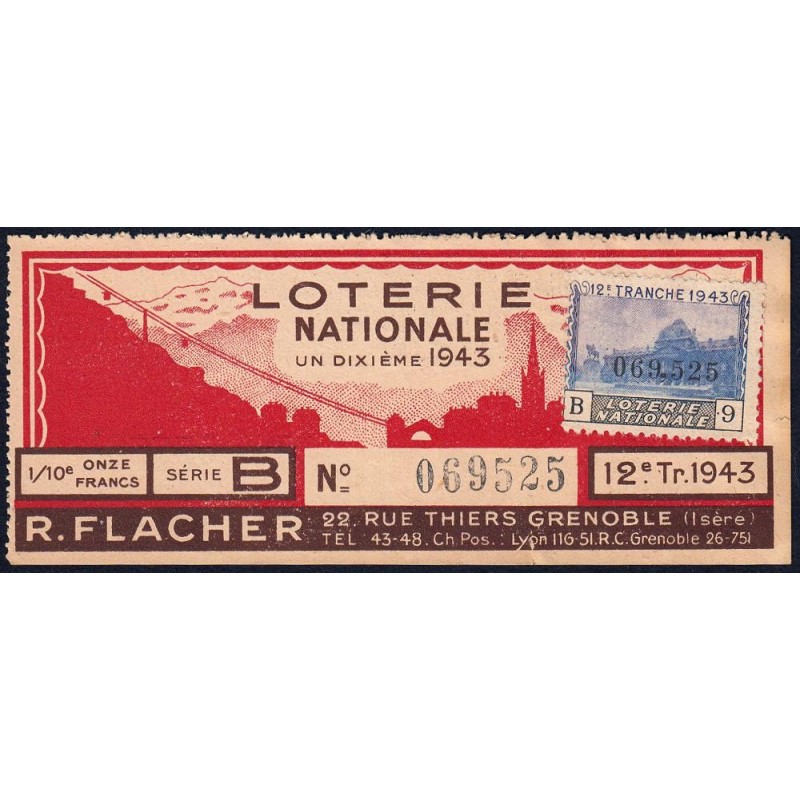 LOTERIE
NATIONALE
UN DIXIÈME 1943
12E TRANCHE 1943
069.525
B LOTERIE NATIONALE 9
1/10e ONZE FRANCS
SÉRIE B
No 069525
12e Tr. 1943
R. FLACHER
22, RUE THIERS GRENOBLE (Isère)
TÉL 43-48. Ch. Pos.: Lyon 116-51. R.C. Grenoble 26-751